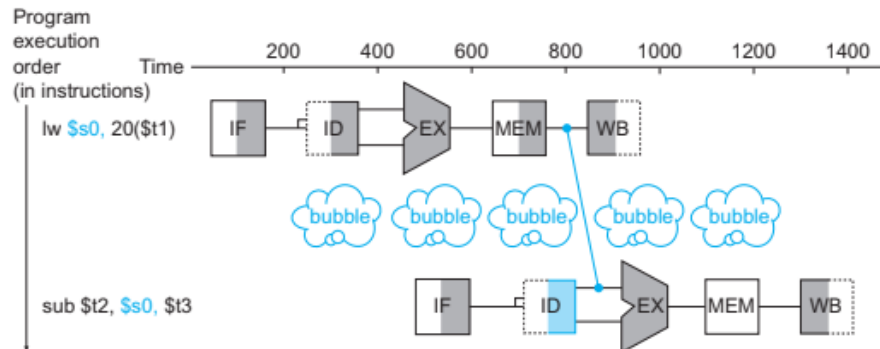 Program
execution
order
(in instructions)
Time
200 400 600 800 1000 1200 1400
lw $s0, 20($t1)
IF ID EX MEM WB
bubble bubble bubble bubble bubble
sub $t2, $s0, $t3
IF ID EX MEM WB